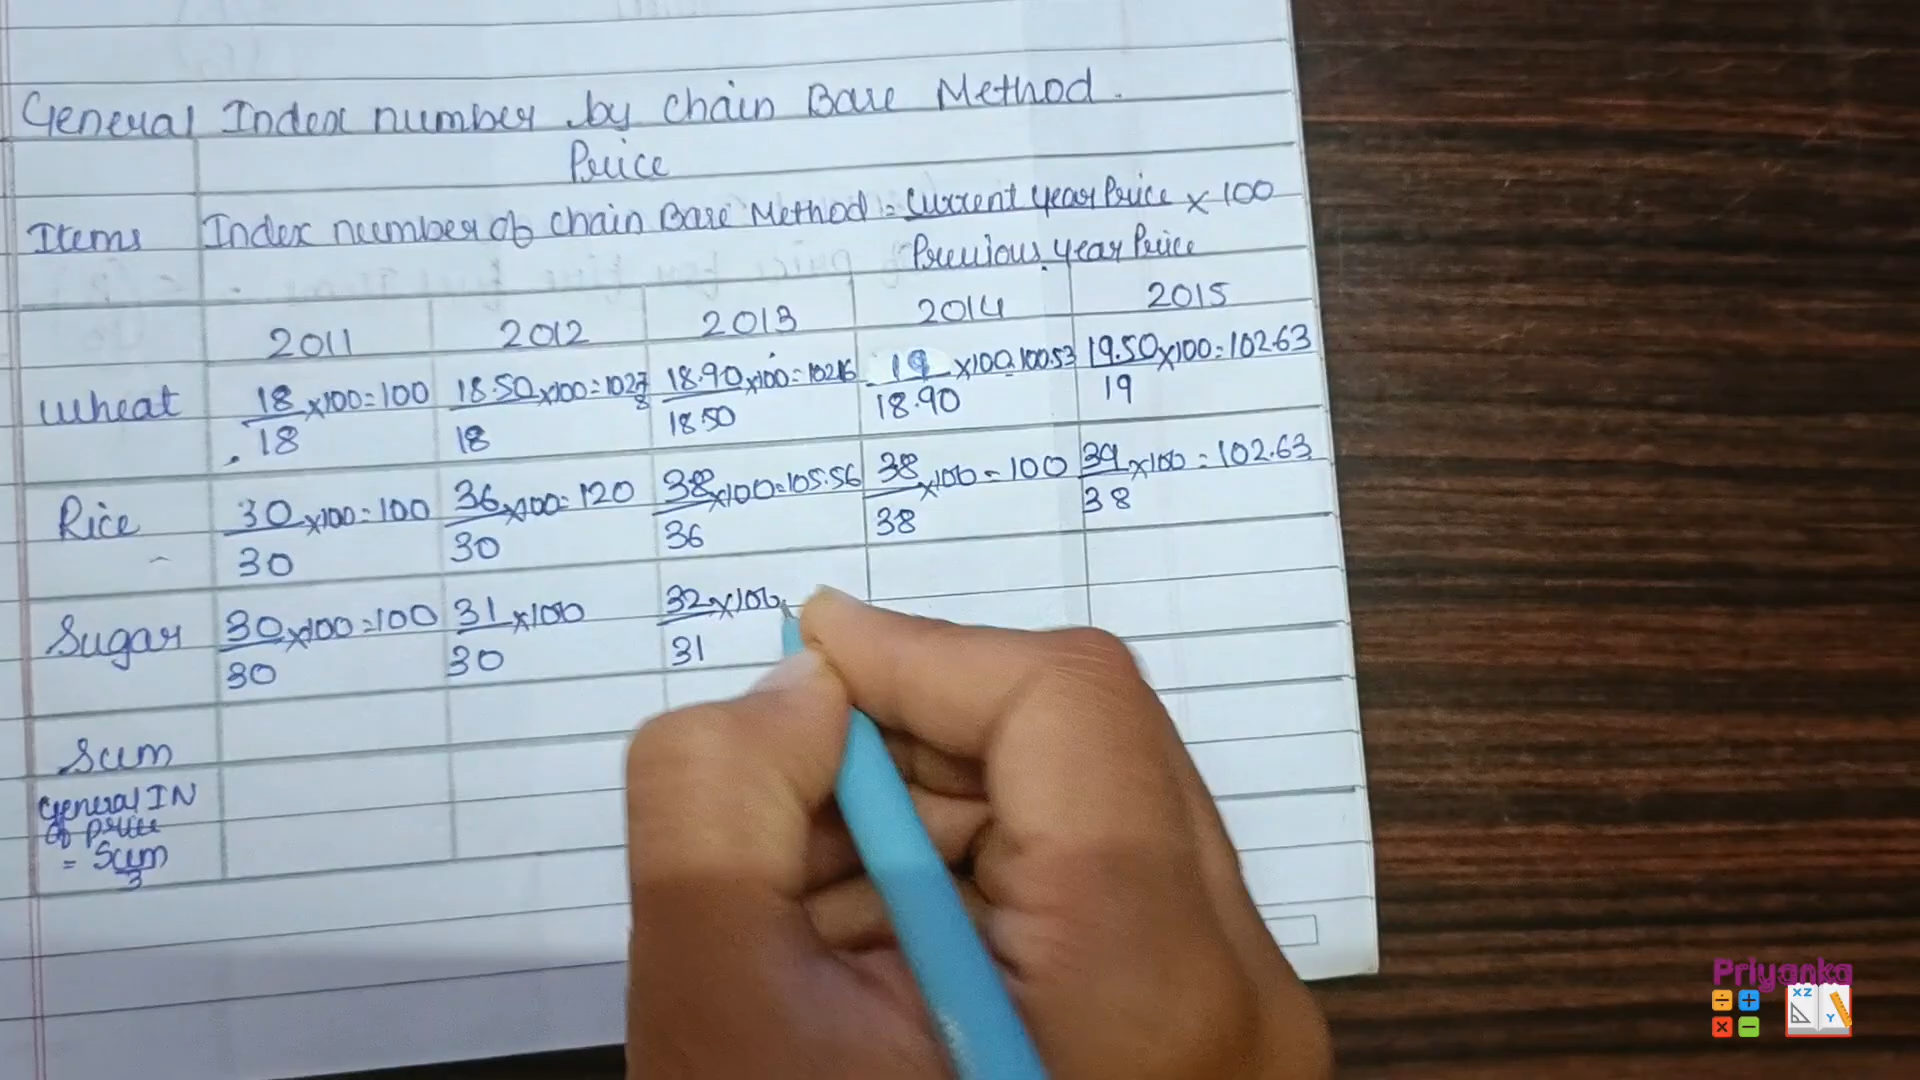 General Index number by chain Base Method.
Price
Items Index number of chain Base Method = Current year Price x 100
Previous year Price
2011 2012 2013 2014 2015
Wheat 18/18 x100=100 18.50/18 x100=102.78 18.90/18.50 x100=102.16 19/18.90 x100=100.53 19.50/19 x100=102.63
Rice 30/30 x100=100 36/30 x100=120 38/36 x100=105.56 38/38 x100=100 39/38 x100=102.63
Sugar 30/30 x100=100 31/30 x100 32/31 x100
Sum
General IN
of price
= Sum
3
Priyanka
÷ +
× −
XZ
Y